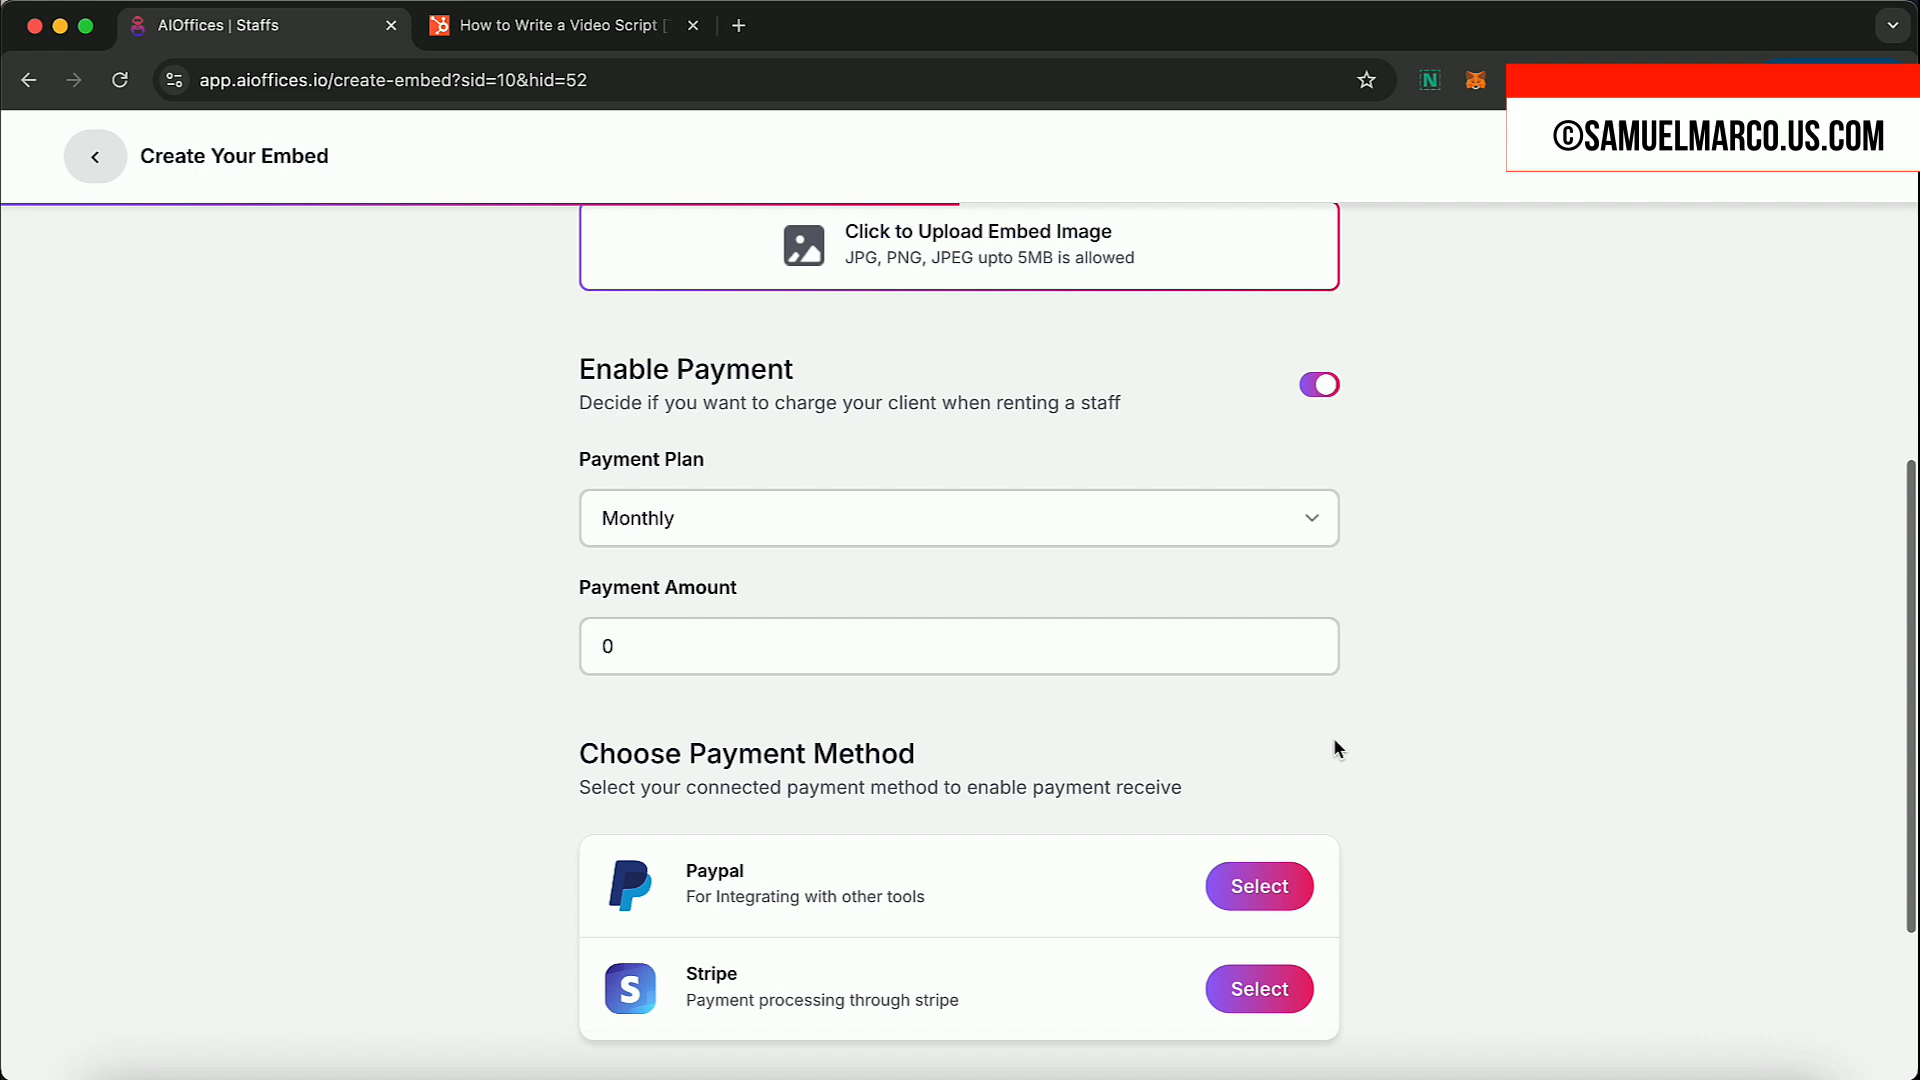 AIOffices | Staffs
How to Write a Video Script [
app.aioffices.io/create-embed?sid=10&hid=52
©SAMUELMARCO.US.COM
Create Your Embed
Click to Upload Embed Image
JPG, PNG, JPEG upto 5MB is allowed
Enable Payment
Decide if you want to charge your client when renting a staff
Payment Plan
Monthly
Payment Amount
0
Choose Payment Method
Select your connected payment method to enable payment receive
Paypal
For Integrating with other tools
Select
Stripe
Payment processing through stripe
Select